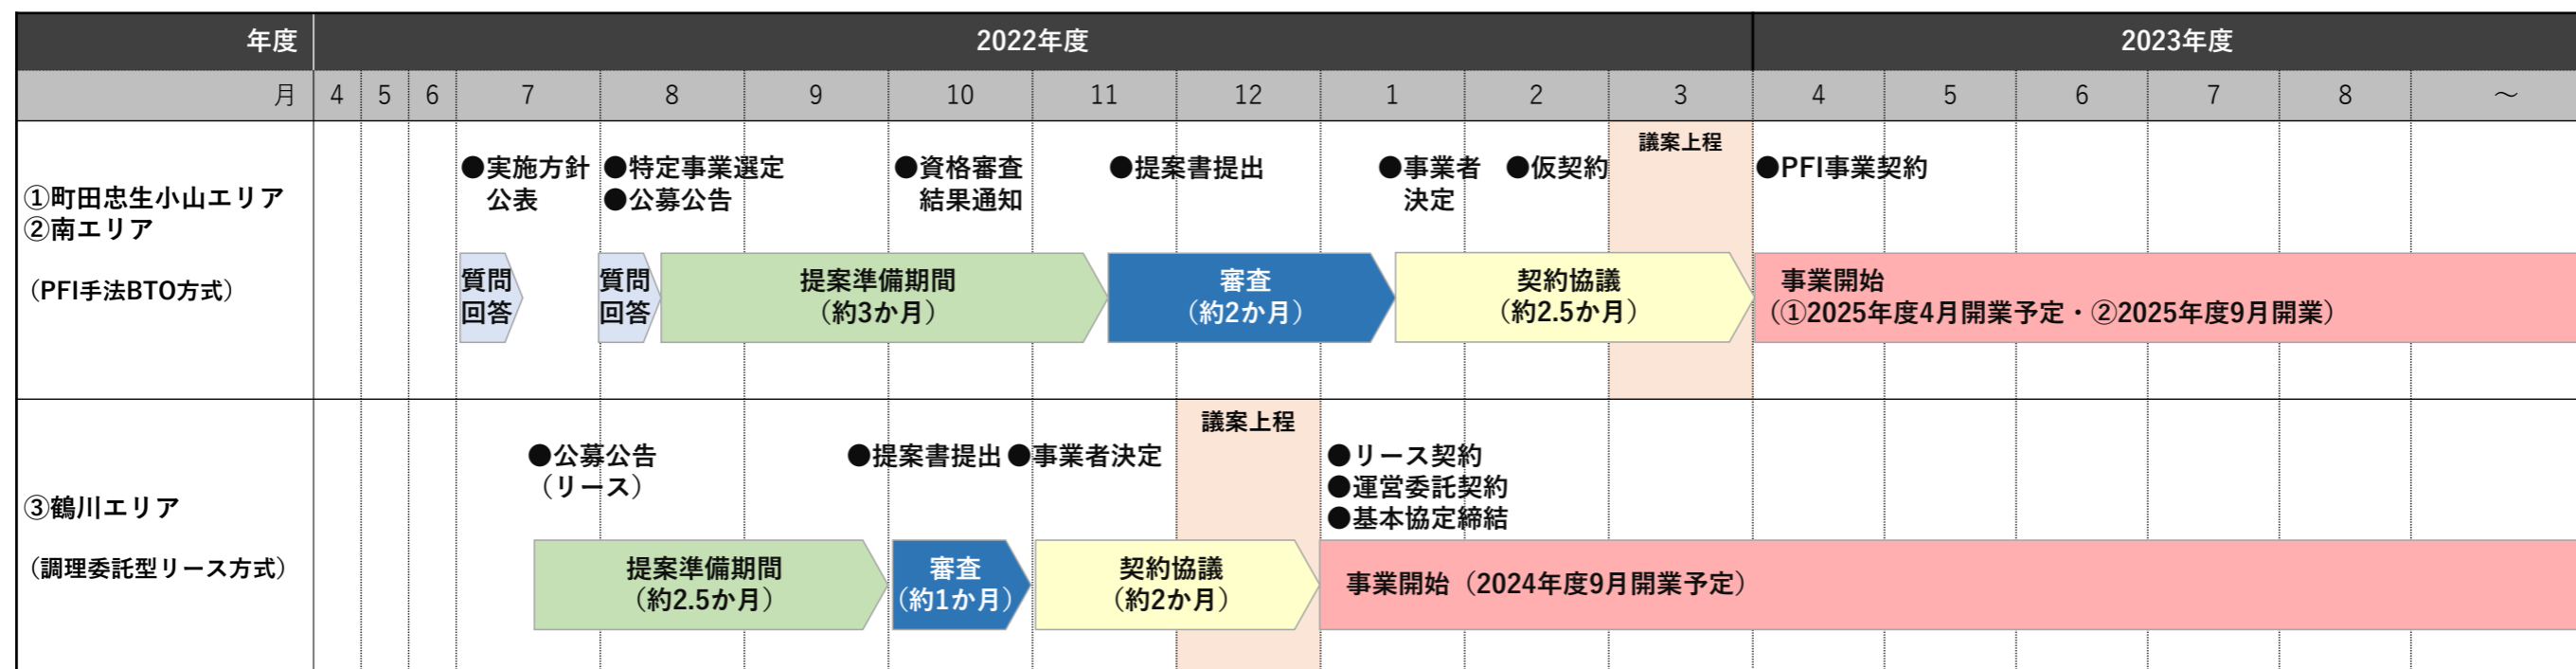 年度
2022年度
2023年度
月 4 5 6 7 8 9 10 11 12 1 2 3 4 5 6 7 8 ～
①町田忠生小山エリア
②南エリア
（PFI手法BTO方式）
●実施方針
公表
●特定事業選定
●公募公告
●資格審査
結果通知
●提案書提出
●事業者
決定
●仮契約
議案上程
●PFI事業契約
質問
回答
質問
回答
提案準備期間
（約3か月）
審査
（約2か月）
契約協議
（約2.5か月）
事業開始
（①2025年度4月開業予定・②2025年度9月開業）
③鶴川エリア
（調理委託型リース方式）
●公募公告
（リース）
●提案書提出
●事業者決定
議案上程
●リース契約
●運営委託契約
●基本協定締結
提案準備期間
（約2.5か月）
審査
（約1か月）
契約協議
（約2か月）
事業開始（2024年度9月開業予定）